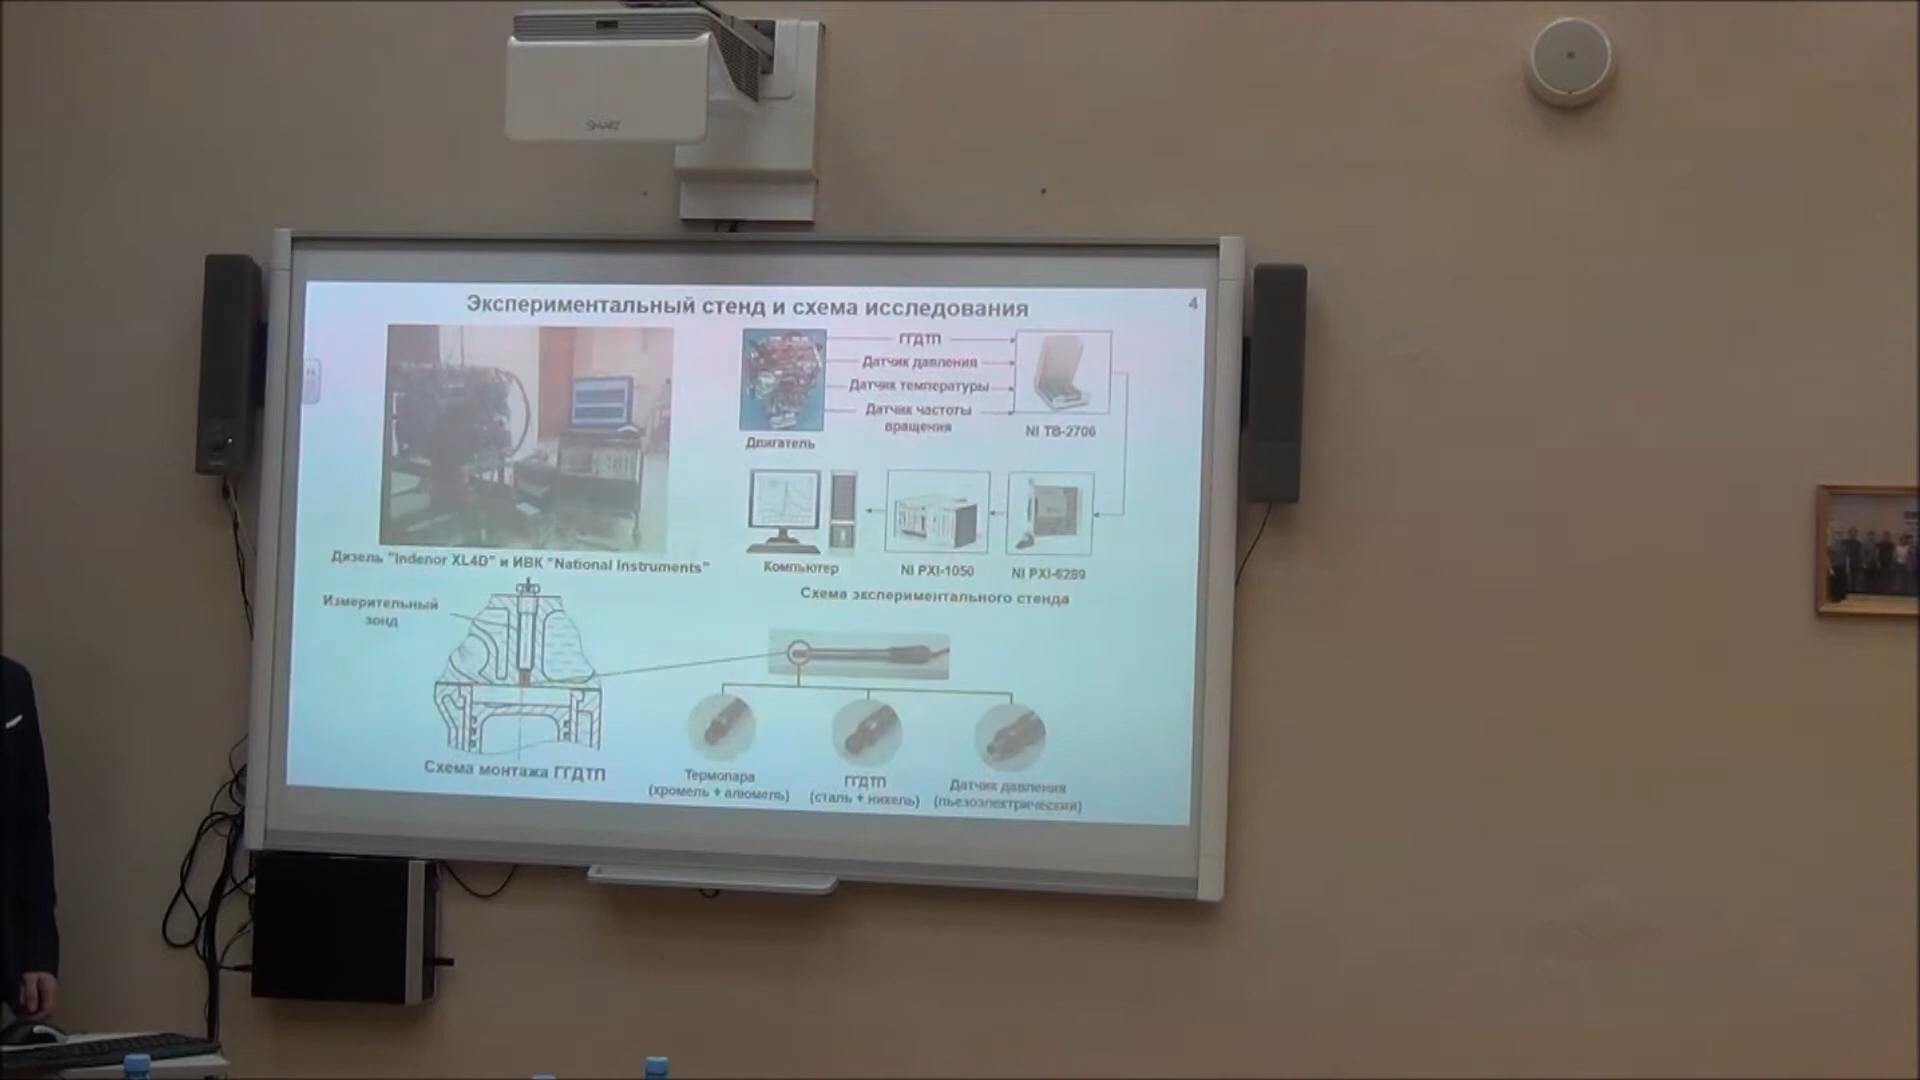 SMART
Экспериментальный стенд и схема исследования
4
ГГДТП
Датчик давления
Датчик температуры
Датчик частоты
вращения
Двигатель
NI TB-2706
Компьютер
NI PXI-1050
NI PXI-6289
Схема экспериментального стенда
Дизель "Indenor XL4D" и ИВК "National Instruments"
Измерительный
зонд
Схема монтажа ГГДТП
Термопара
(хромель + алюмель)
ГГДТП
(сталь + никель)
Датчик давления
(пьезоэлектрический)